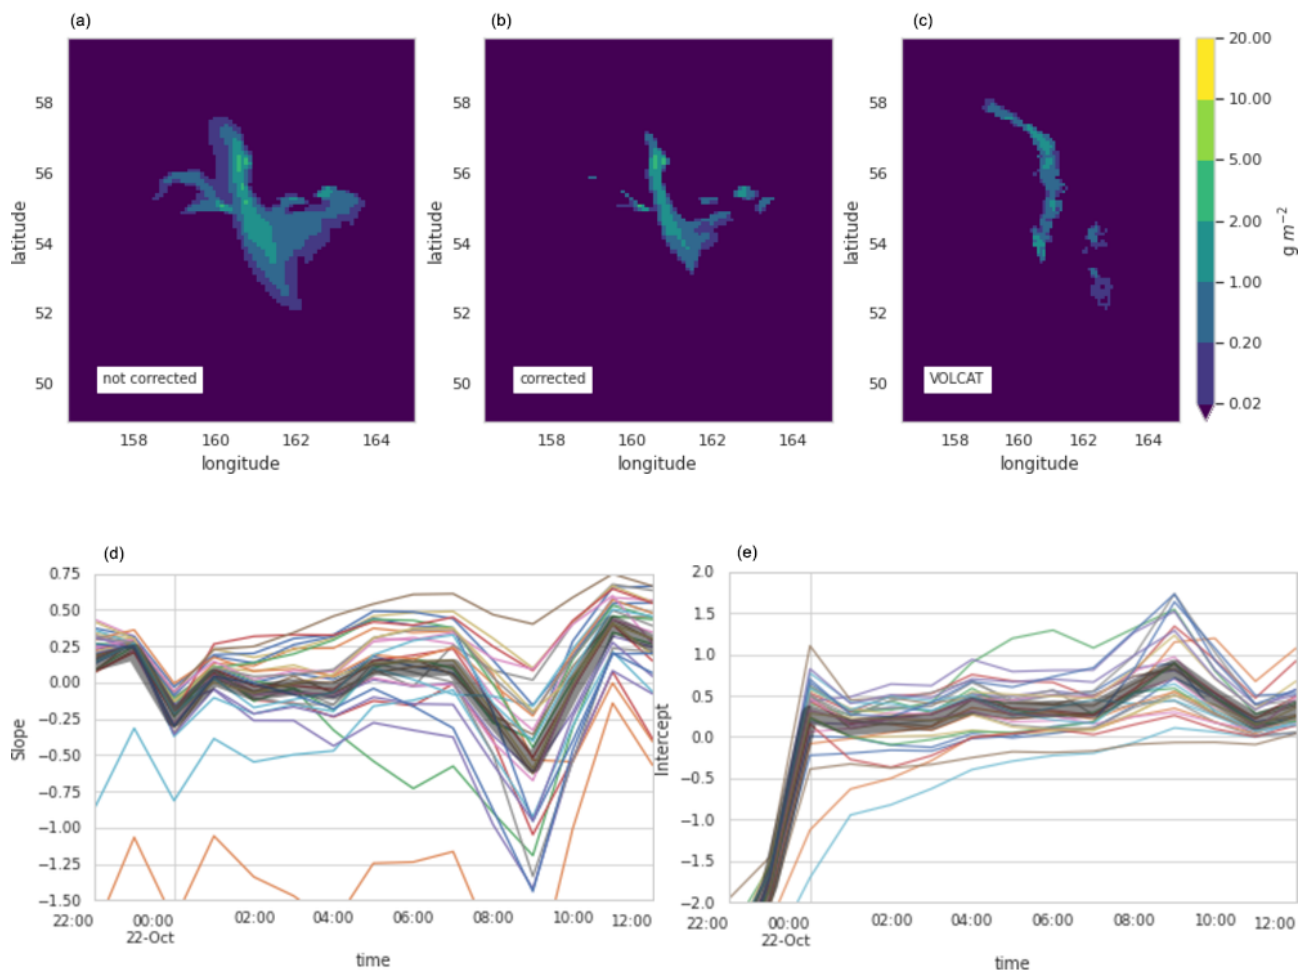 (a)
(b)
(c)
58
56
54
52
50
latitude
158 160 162 164
longitude
not corrected
58
56
54
52
50
latitude
158 160 162 164
longitude
corrected
58
56
54
52
50
latitude
158 160 162 164
longitude
VOLCAT
20.00
10.00
5.00
2.00
1.00
0.20
0.02
g m⁻²
(d)
0.75
0.50
0.25
0.00
−0.25
−0.50
−0.75
−1.00
−1.25
−1.50
Slope
22:00 00:00 02:00 04:00 06:00 08:00 10:00 12:00
22-Oct
time
(e)
2.0
1.5
1.0
0.5
0.0
−0.5
−1.0
−1.5
−2.0
Intercept
22:00 00:00 02:00 04:00 06:00 08:00 10:00 12:00
22-Oct
time